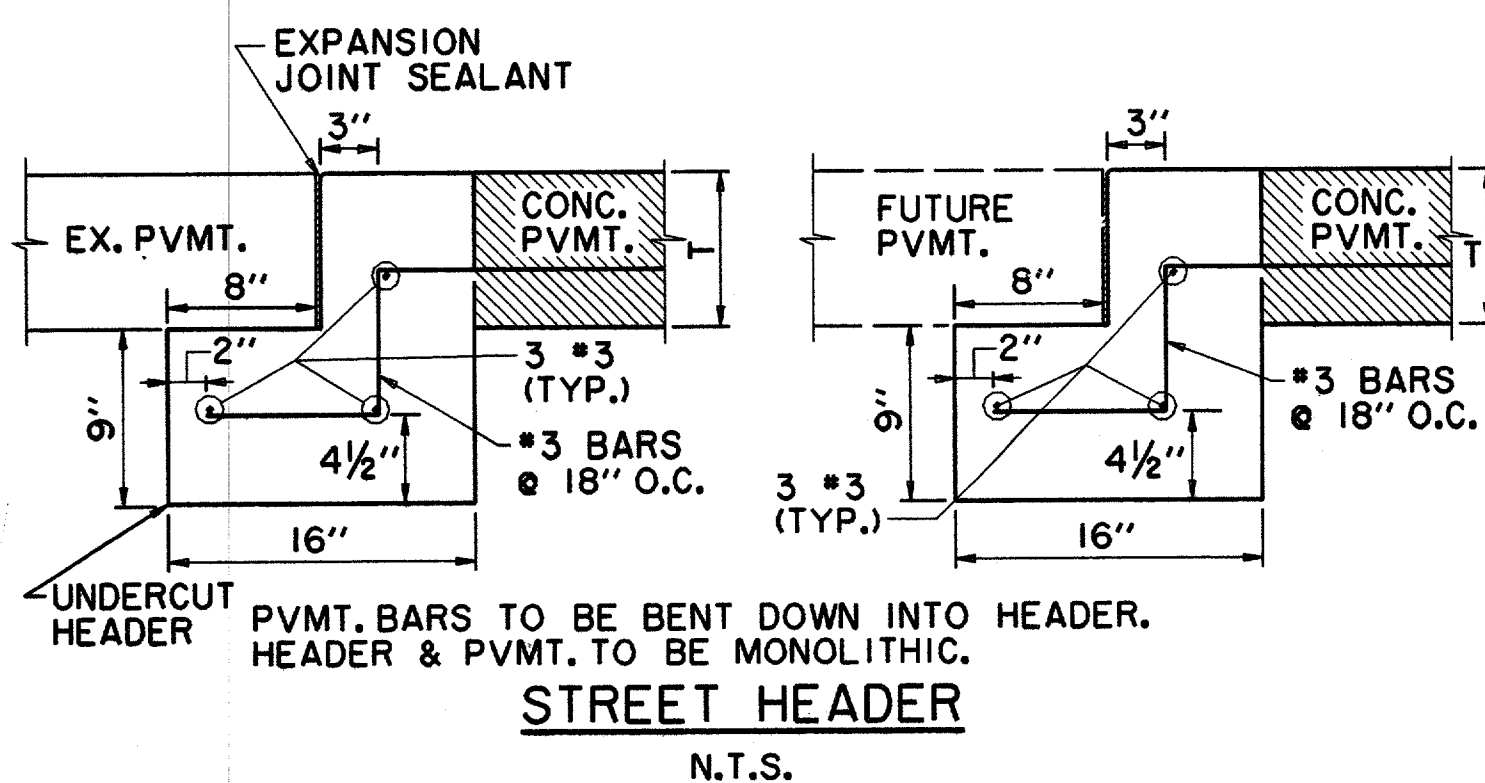 EXPANSION
JOINT SEALANT
3"
EX. PVMT.
CONC.
PVMT.
T
8"
2"
9"
3 #3
(TYP.)
4½"
#3 BARS
@ 18" O.C.
16"
UNDERCUT
HEADER
3"
FUTURE
PVMT.
CONC.
PVMT.
T
8"
2"
9"
#3 BARS
@ 18" O.C.
4½"
3 #3
(TYP.)
16"
PVMT. BARS TO BE BENT DOWN INTO HEADER.
HEADER & PVMT. TO BE MONOLITHIC.
STREET HEADER
N.T.S.